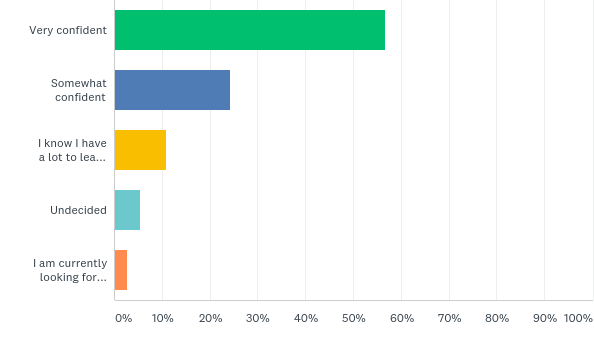 Very confident
Somewhat
confident
I know I have
a lot to lea...
Undecided
I am currently
looking for...
0% 10% 20% 30% 40% 50% 60% 70% 80% 90% 100%